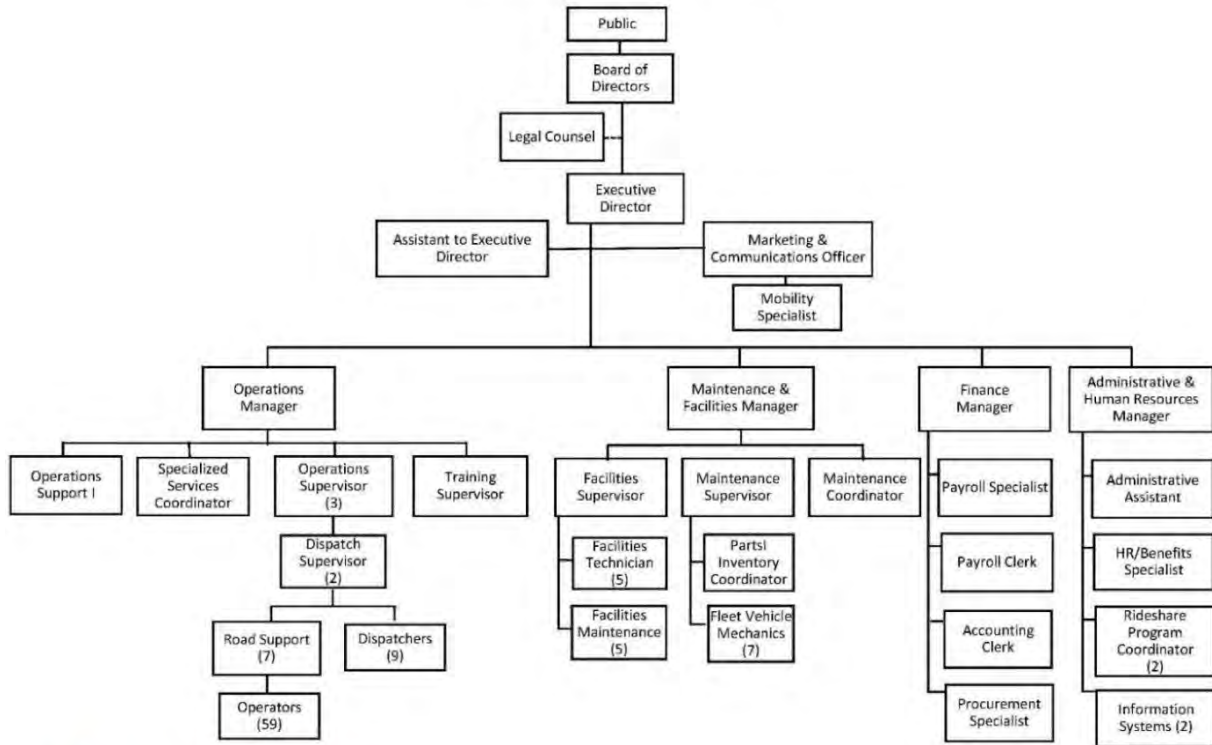 Public
Board of
Directors
Legal Counsel
Executive
Director
Assistant to Executive
Director
Marketing &
Communications Officer
Mobility
Specialist
Operations
Manager
Maintenance &
Facilities Manager
Finance
Manager
Administrative &
Human Resources
Manager
Operations
Support I
Specialized
Services
Coordinator
Operations
Supervisor
(3)
Training
Supervisor
Facilities
Supervisor
Maintenance
Supervisor
Maintenance
Coordinator
Payroll Specialist
Administrative
Assistant
Dispatch
Supervisor
(2)
Facilities
Technician
(5)
PartsI
Inventory
Coordinator
Payroll Clerk
HR/Benefits
Specialist
Road Support
(7)
Dispatchers
(9)
Facilities
Maintenance
(5)
Fleet Vehicle
Mechanics
(7)
Accounting
Clerk
Rideshare
Program
Coordinator
(2)
Operators
(59)
Procurement
Specialist
Information
Systems (2)